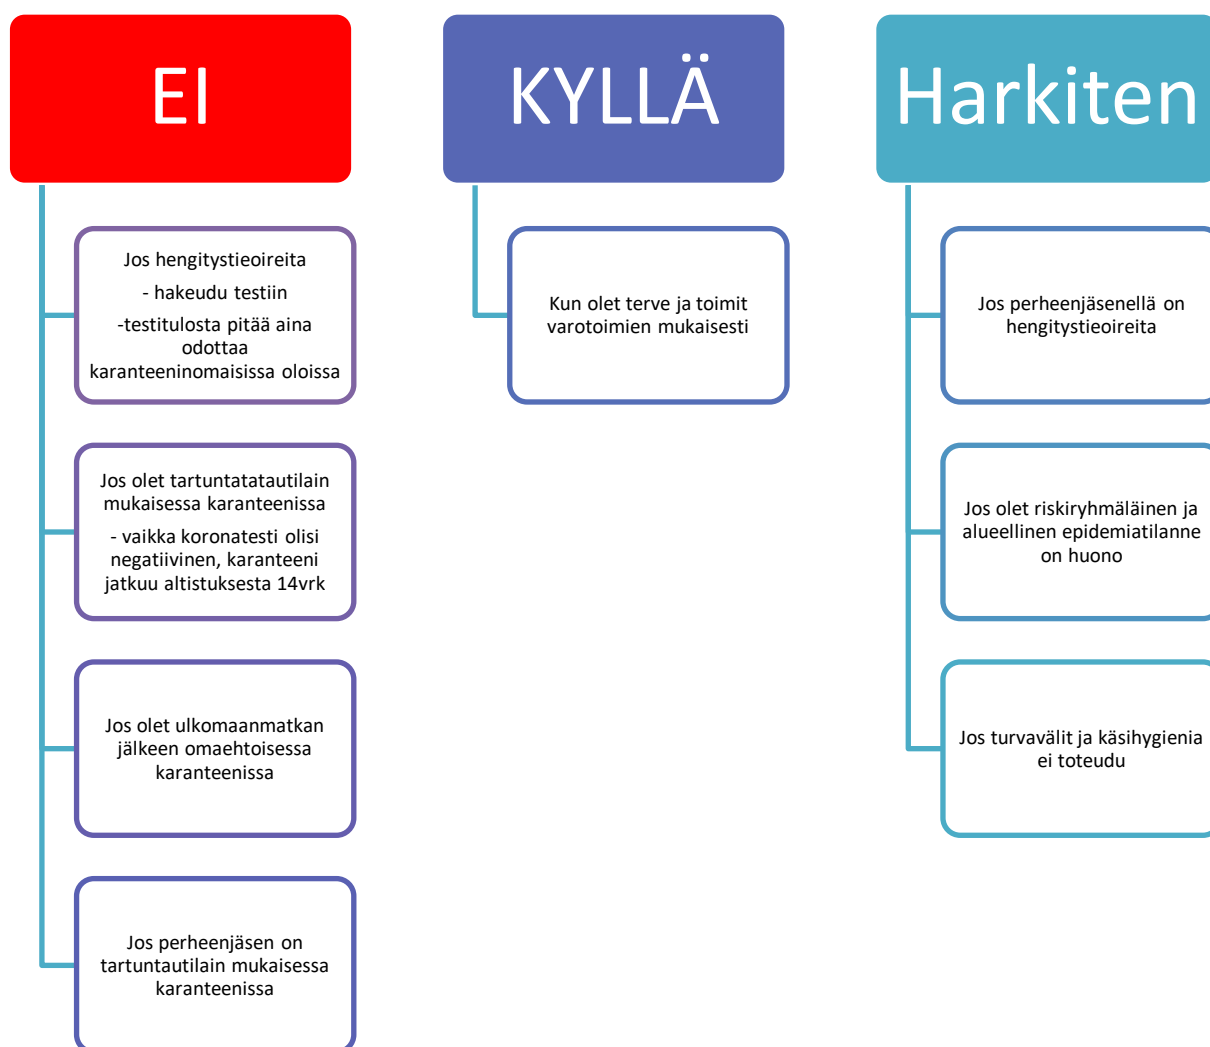 EI
Jos hengitystieoireita
- hakeudu testiin
-testitulosta pitää aina
odottaa
karanteeninomaisissa oloissa
Jos olet tartuntatatautilain
mukaisessa karanteenissa
- vaikka koronatesti olisi
negatiivinen, karanteeni
jatkuu altistuksesta 14vrk
Jos olet ulkomaanmatkan
jälkeen omaehtoisessa
karanteenissa
Jos perheenjäsen on
tartuntautilain mukaisessa
karanteenissa
KYLLÄ
Kun olet terve ja toimit
varotoimien mukaisesti
Harkiten
Jos perheenjäsenellä on
hengitystieoireita
Jos olet riskiryhmäläinen ja
alueellinen epidemiatilanne
on huono
Jos turvavälit ja käsihygienia
ei toteudu